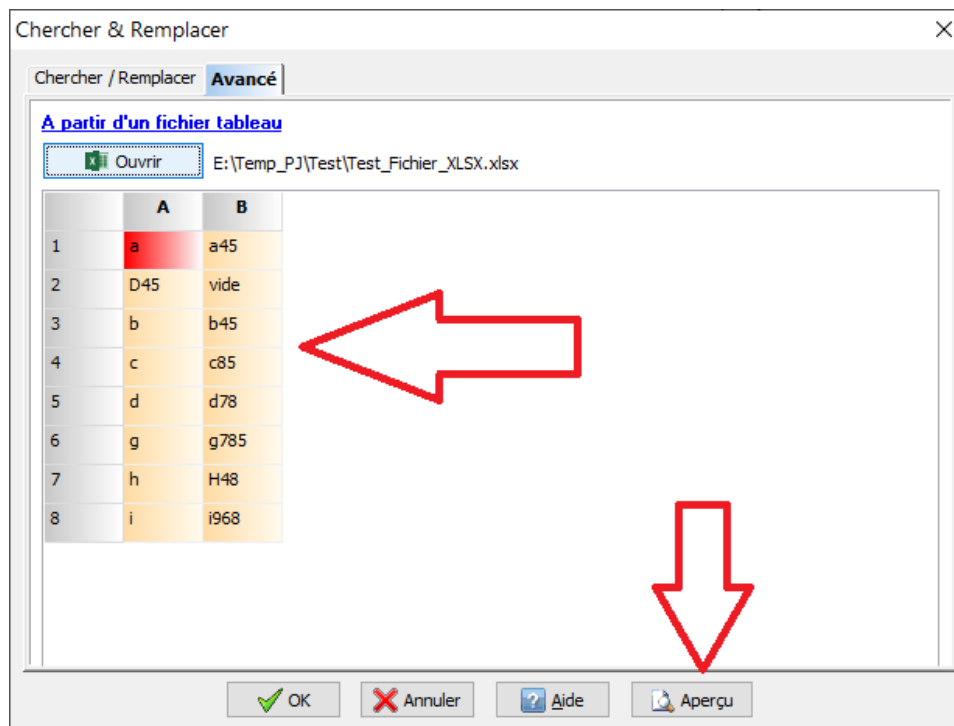 Chercher & Remplacer
Chercher / Remplacer Avancé
A partir d'un fichier tableau
Ouvrir E:\Temp_PJ\Test\Test_Fichier_XLSX.xlsx
A B
1 a a45
2 D45 vide
3 b b45
4 c c85
5 d d78
6 g g785
7 h H48
8 i i968
OK Annuler Aide Aperçu